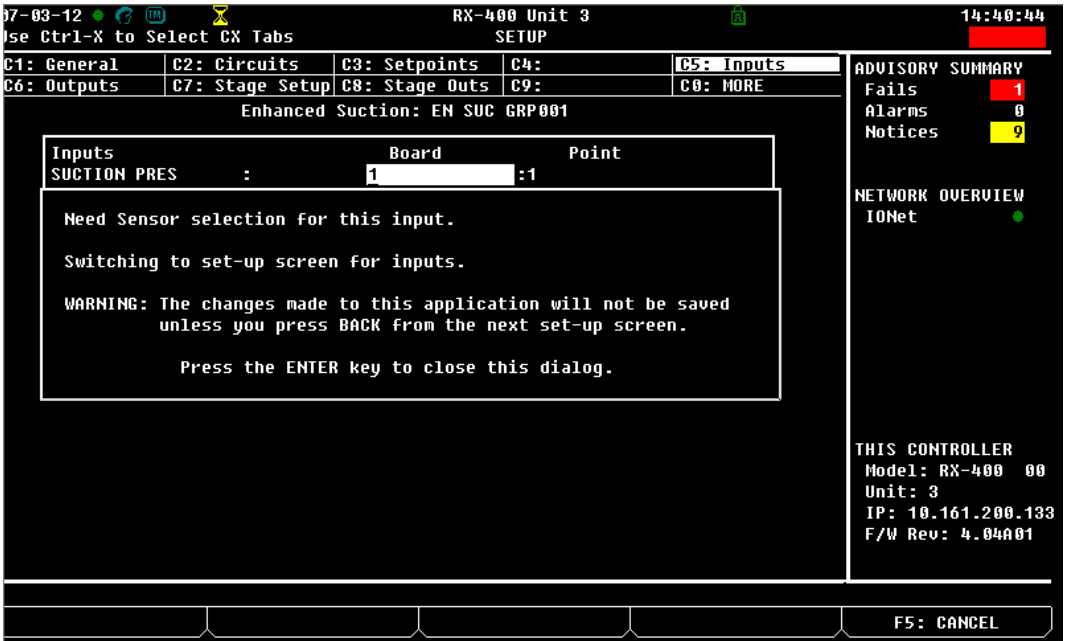 07-03-12 TM RX-400 Unit 3 A 14:40:44
Use Ctrl-X to Select CX Tabs SETUP
C1: General C2: Circuits C3: Setpoints C4: C5: Inputs
C6: Outputs C7: Stage Setup C8: Stage Outs C9: C0: MORE
Enhanced Suction: EN SUC GRP001
Inputs Board Point
SUCTION PRES : 1 :1
Need Sensor selection for this input.
Switching to set-up screen for inputs.
WARNING: The changes made to this application will not be saved
unless you press BACK from the next set-up screen.
Press the ENTER key to close this dialog.
ADVISORY SUMMARY
Fails 1
Alarms 0
Notices 9
NETWORK OVERVIEW
IONet
THIS CONTROLLER
Model: RX-400 00
Unit: 3
IP: 10.161.200.133
F/W Rev: 4.04A01
F5: CANCEL